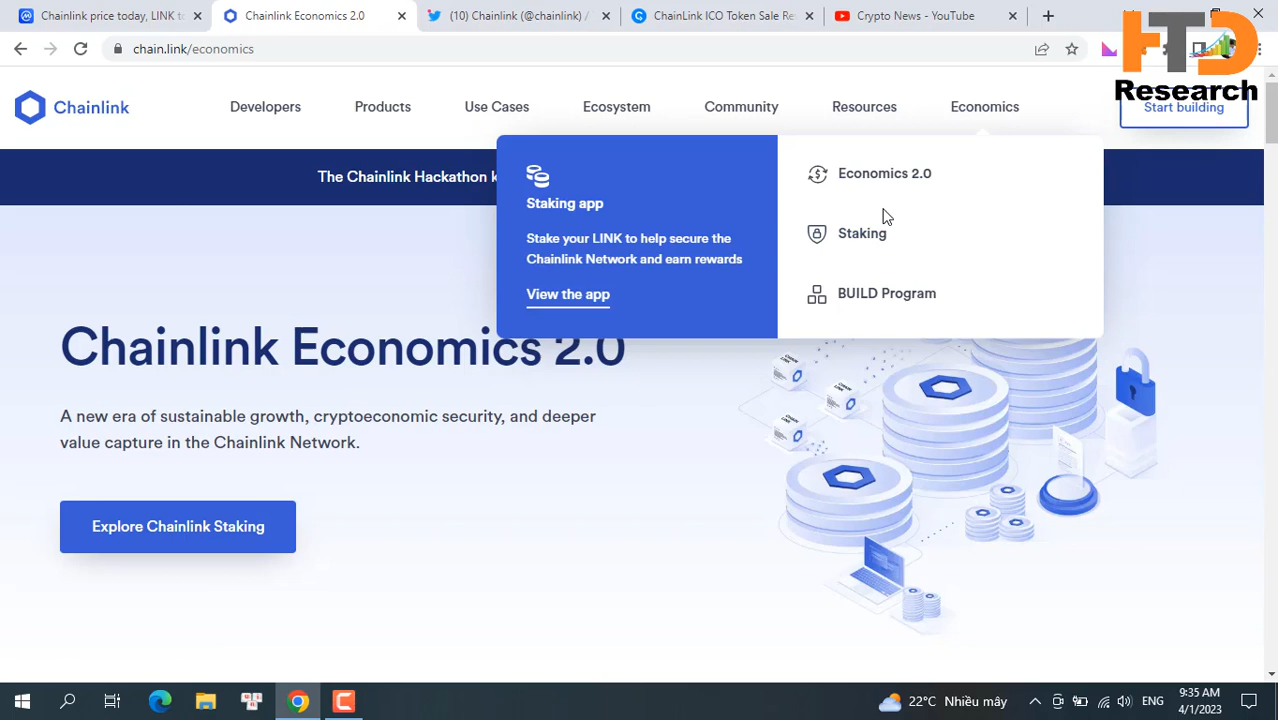 Chainlink price today, LINK to
Chainlink Economics 2.0
(10) Chainlink (@chainlink) /
ChainLink ICO Token Sale Re
Crypto News - YouTube
chain.link/economics
HTD
Research
Chainlink
Developers
Products
Use Cases
Ecosystem
Community
Resources
Economics
Start building
The Chainlink Hackathon k
Staking app
Stake your LINK to help secure the
Chainlink Network and earn rewards
View the app
Economics 2.0
Staking
BUILD Program
Chainlink Economics 2.0
A new era of sustainable growth, cryptoeconomic security, and deeper
value capture in the Chainlink Network.
Explore Chainlink Staking
22°C Nhiều mây
ENG
9:35 AM
4/1/2023